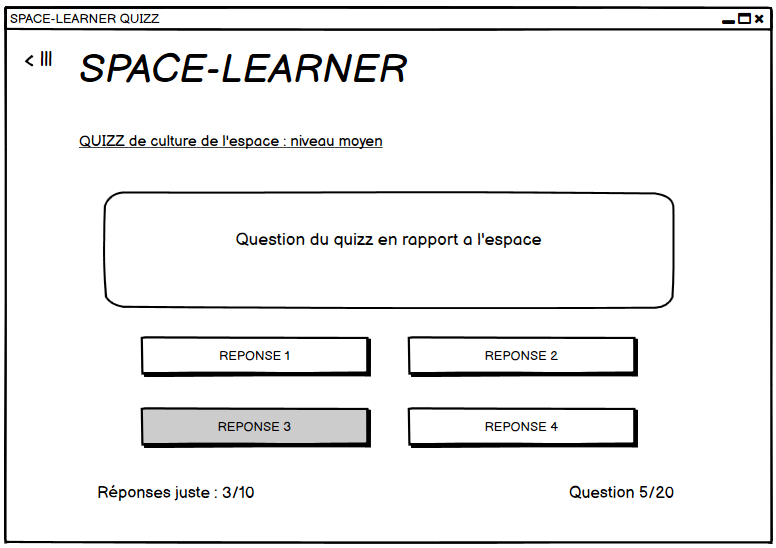 SPACE-LEARNER QUIZZ
SPACE-LEARNER
QUIZZ de culture de l'espace : niveau moyen
Question du quizz en rapport a l'espace
REPONSE 1
REPONSE 2
REPONSE 3
REPONSE 4
Réponses juste : 3/10
Question 5/20